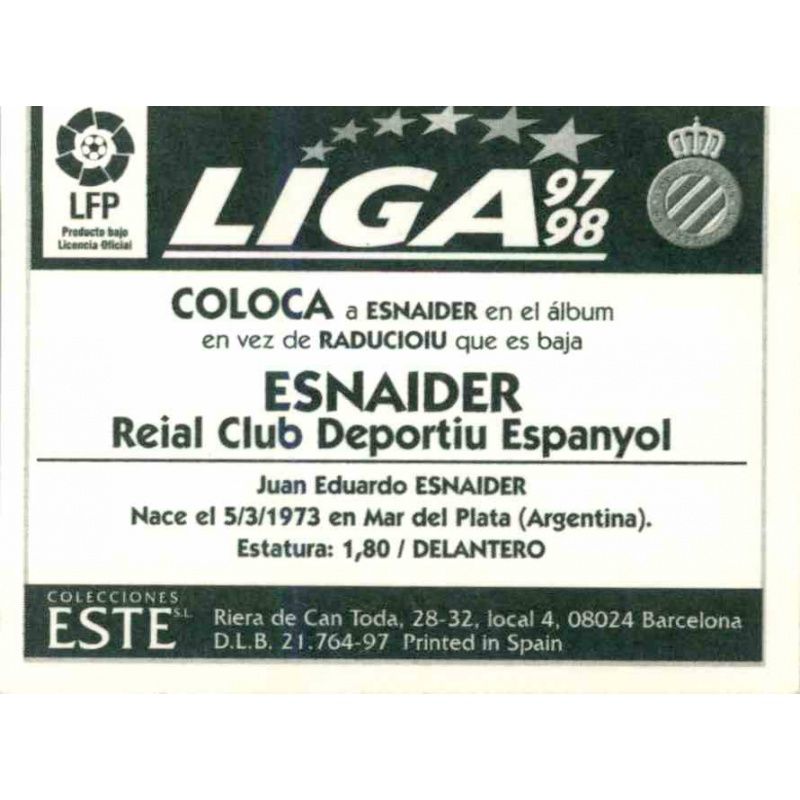 LFP
Producto bajo
Licencia Oficial
LIGA 97 98
COLOCA a ESNAIDER en el álbum
en vez de RADUCIOIU que es baja
ESNAIDER
Reial Club Deportiu Espanyol
Juan Eduardo ESNAIDER
Nace el 5/3/1973 en Mar del Plata (Argentina).
Estatura: 1,80 / DELANTERO
COLECCIONES
ESTE S.L.
Riera de Can Toda, 28-32, local 4, 08024 Barcelona
D.L.B. 21.764-97 Printed in Spain